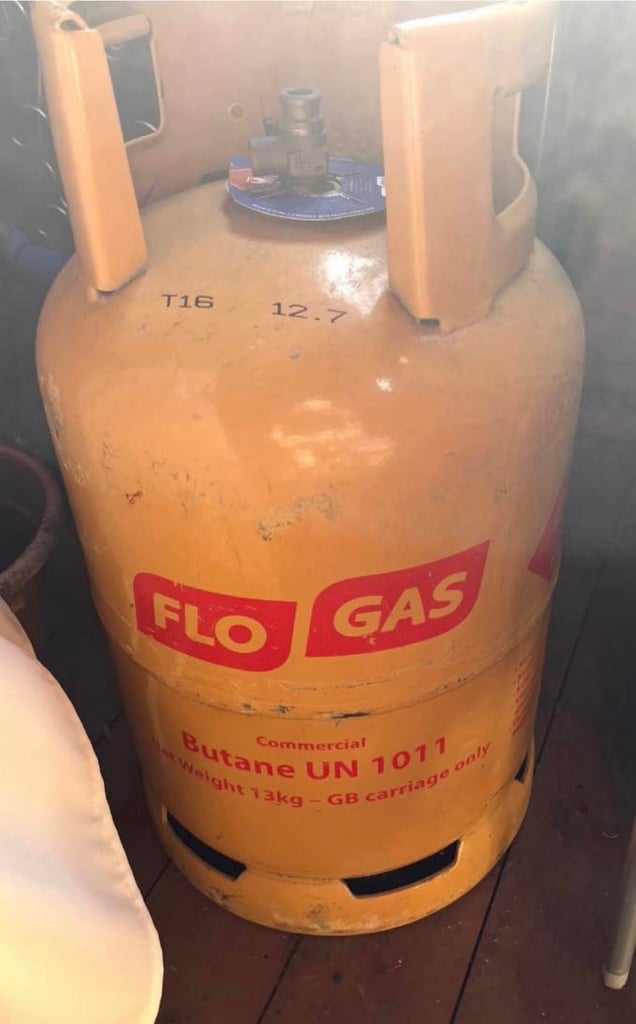 T16 12.7
FLO GAS
Commercial
Butane UN 1011
Net Weight 13kg – GB carriage only